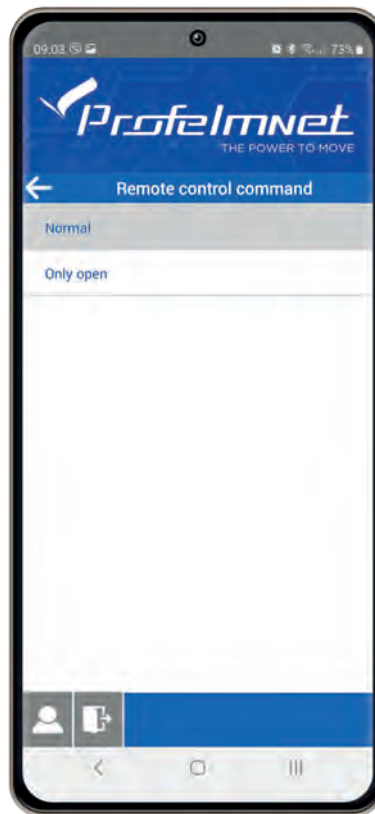 09:03
73%
Profelmnet
THE POWER TO MOVE
Remote control command
Normal
Only open